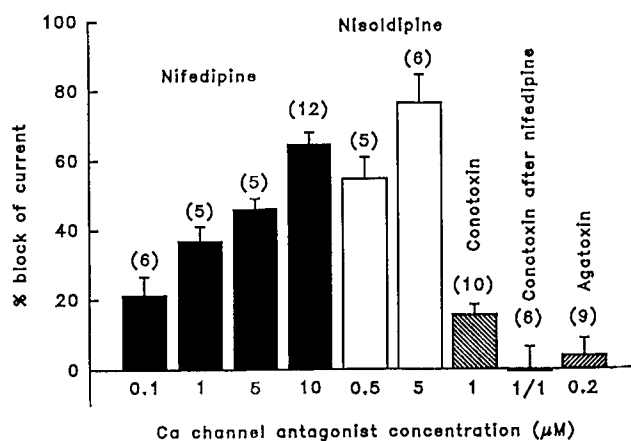 100
80
60
40
20
0
% block of current
Nifedipine
Nisoldipine
(6)
(5)
(5)
(12)
(5)
(6)
(10)
(6)
(9)
Conotoxin
Conotoxin after nifedipine
Agatoxin
0.1 1 5 10 0.5 5 1 1/1 0.2
Ca channel antagonist concentration (μM)